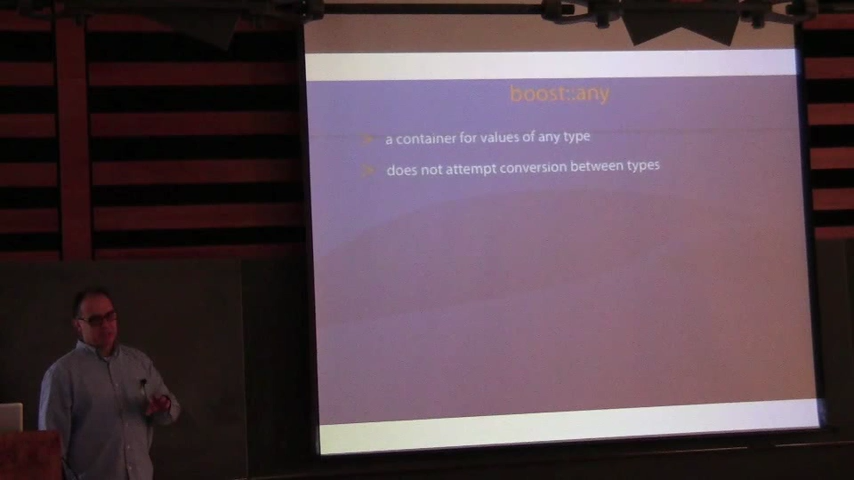 boost::any
a container for values of any type
does not attempt conversion between types